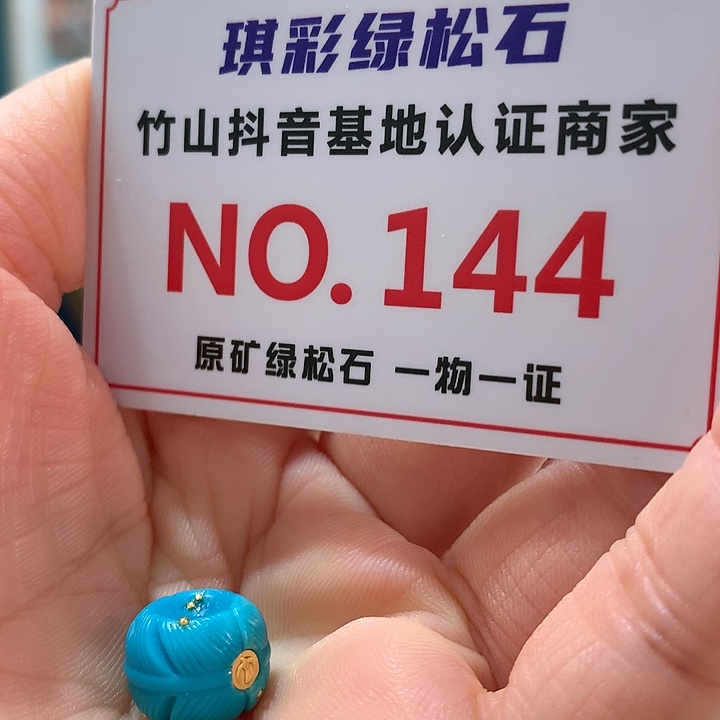 琪彩绿松石
竹山抖音基地认证商家
NO.144
原矿绿松石 一物一证